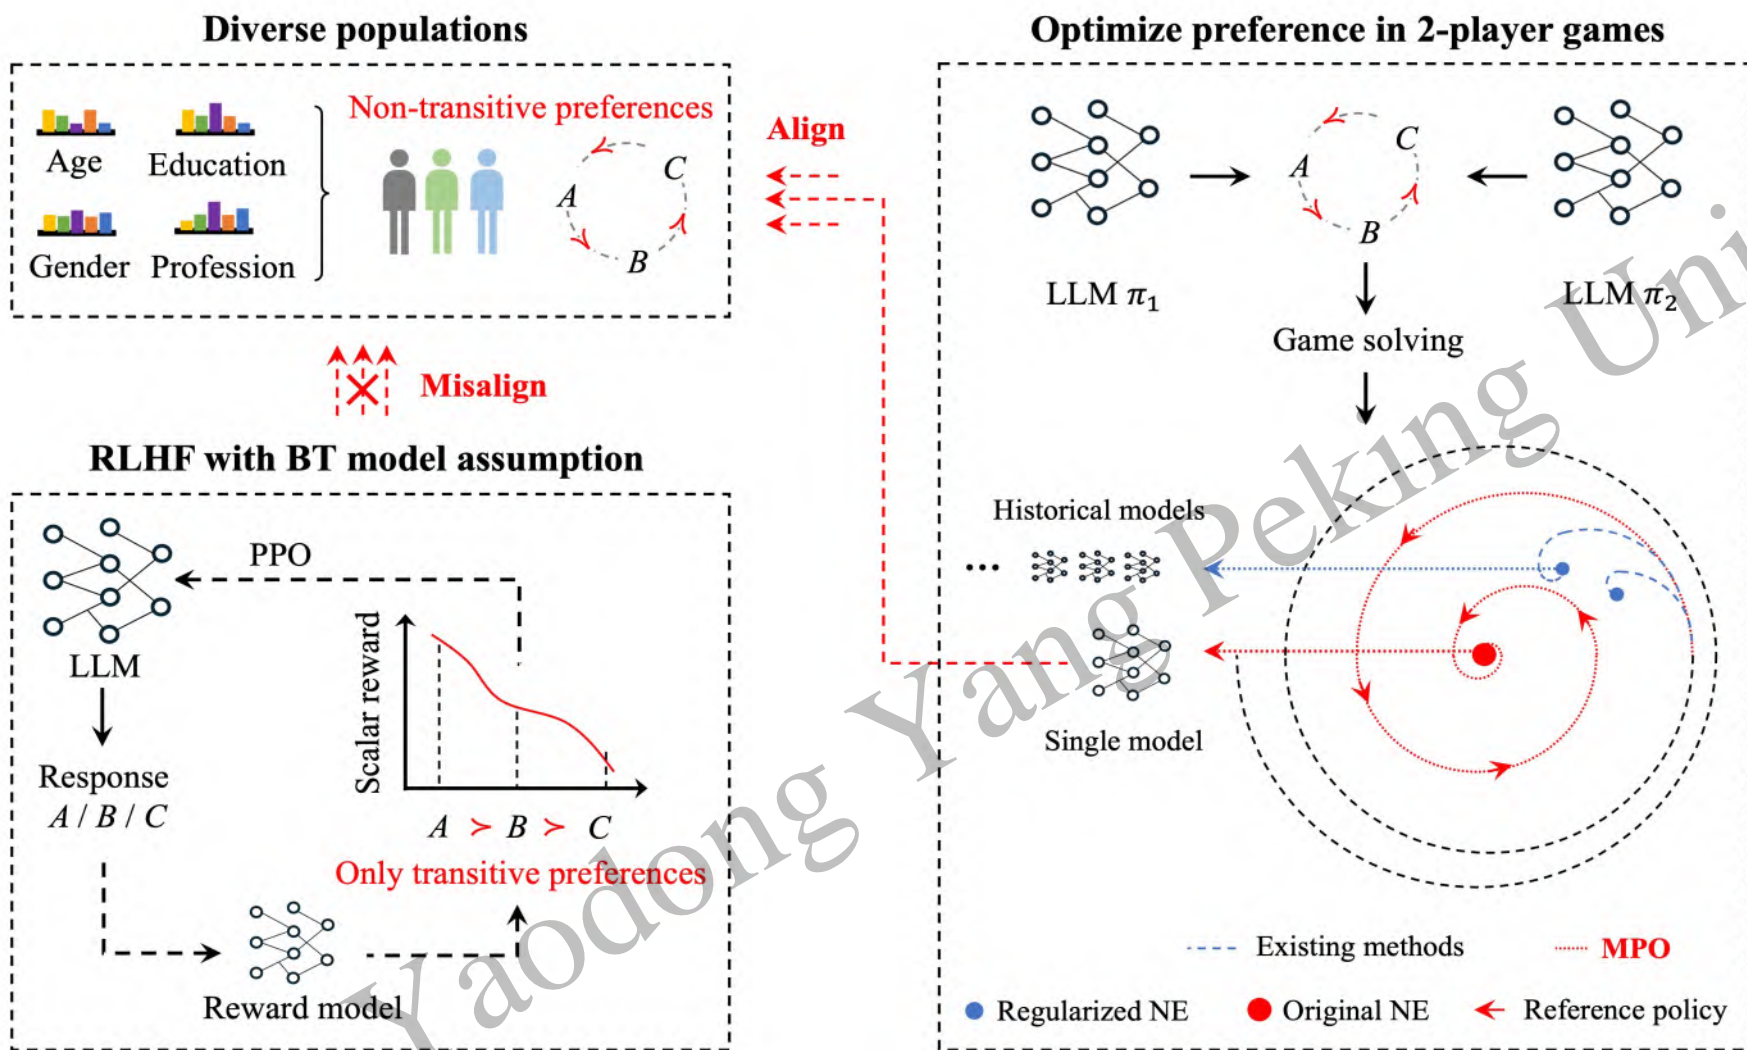 Diverse populations
Age
Education
Gender
Profession
Non-transitive preferences
A
B
C
Misalign
RLHF with BT model assumption
PPO
LLM
Response
A / B / C
Reward model
Scalar reward
A ≻ B ≻ C
Only transitive preferences
Align
Optimize preference in 2-player games
A
B
C
LLM π₁
LLM π₂
Game solving
Historical models
...
Single model
Existing methods
MPO
Regularized NE
Original NE
Reference policy
Yaodong Yang Peking Uni